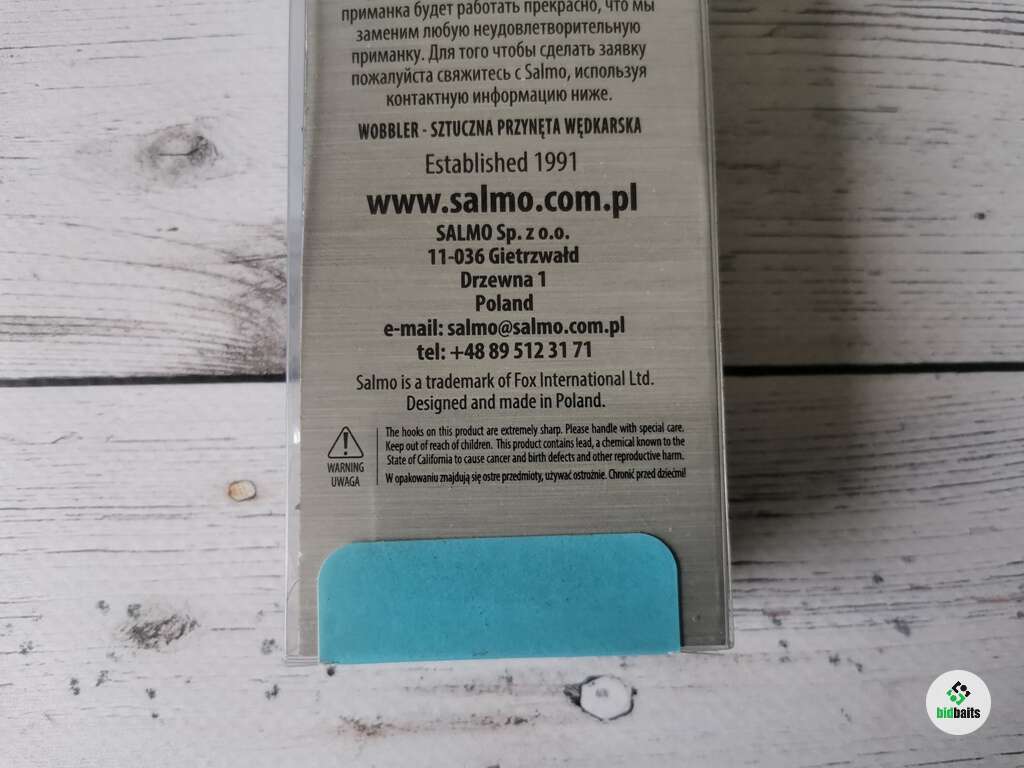 приманка будет работать прекрасно, что мы
заменим любую неудовлетворительную
приманку. Для того чтобы сделать заявку
пожалуйста свяжитесь с Salmo, используя
контактную информацию ниже.
WOBBLER - SZTUCZNA PRZYNĘTA WĘDKARSKA
Established 1991
www.salmo.com.pl
SALMO Sp. z o.o.
11-036 Gietrzwałd
Drzewna 1
Poland
e-mail: salmo@salmo.com.pl
tel: +48 89 512 31 71
Salmo is a trademark of Fox International Ltd.
Designed and made in Poland.
WARNING
UWAGA
The hooks on this product are extremely sharp. Please handle with special care.
Keep out of reach of children. This product contains lead, a chemical known to the
State of California to cause cancer and birth defects and other reproductive harm.
W opakowaniu znajdują się ostre przedmioty, używać ostrożnie. Chronić przed dziećmi!
bidbaits